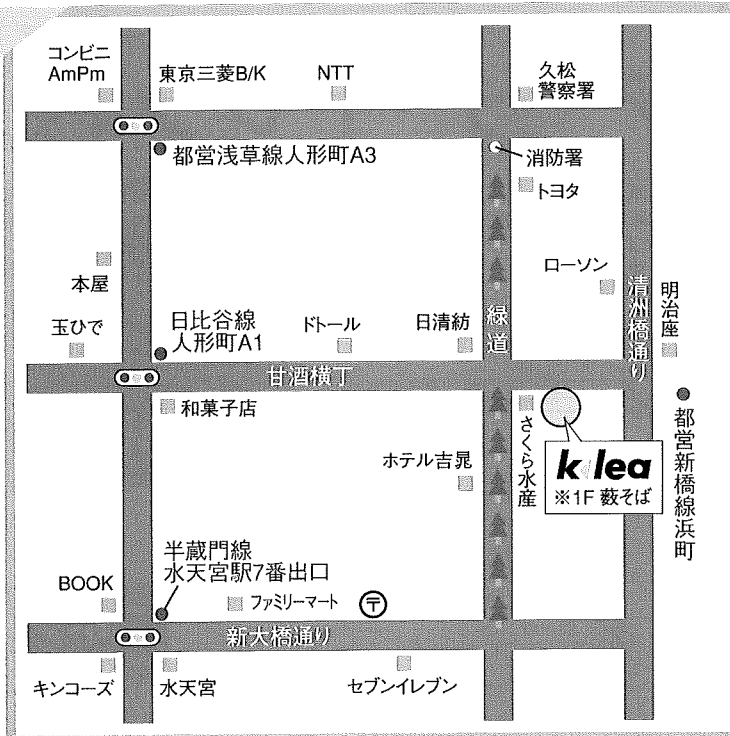 コンビニ
AmPm
東京三菱B/K
NTT
久松
警察署
都営浅草線人形町A3
消防署
トヨタ
本屋
ローソン
清州橋通り
明治座
玉ひで
日比谷線
人形町A1
ドトール
日清紡
緑道
甘酒横丁
和菓子店
さくら水産
都営新橋線浜町
ホテル吉晃
k lea
※1F 藪そば
半蔵門線
水天宮駅7番出口
BOOK
ファミリーマート
〒
新大橋通り
キンコーズ
水天宮
セブンイレブン